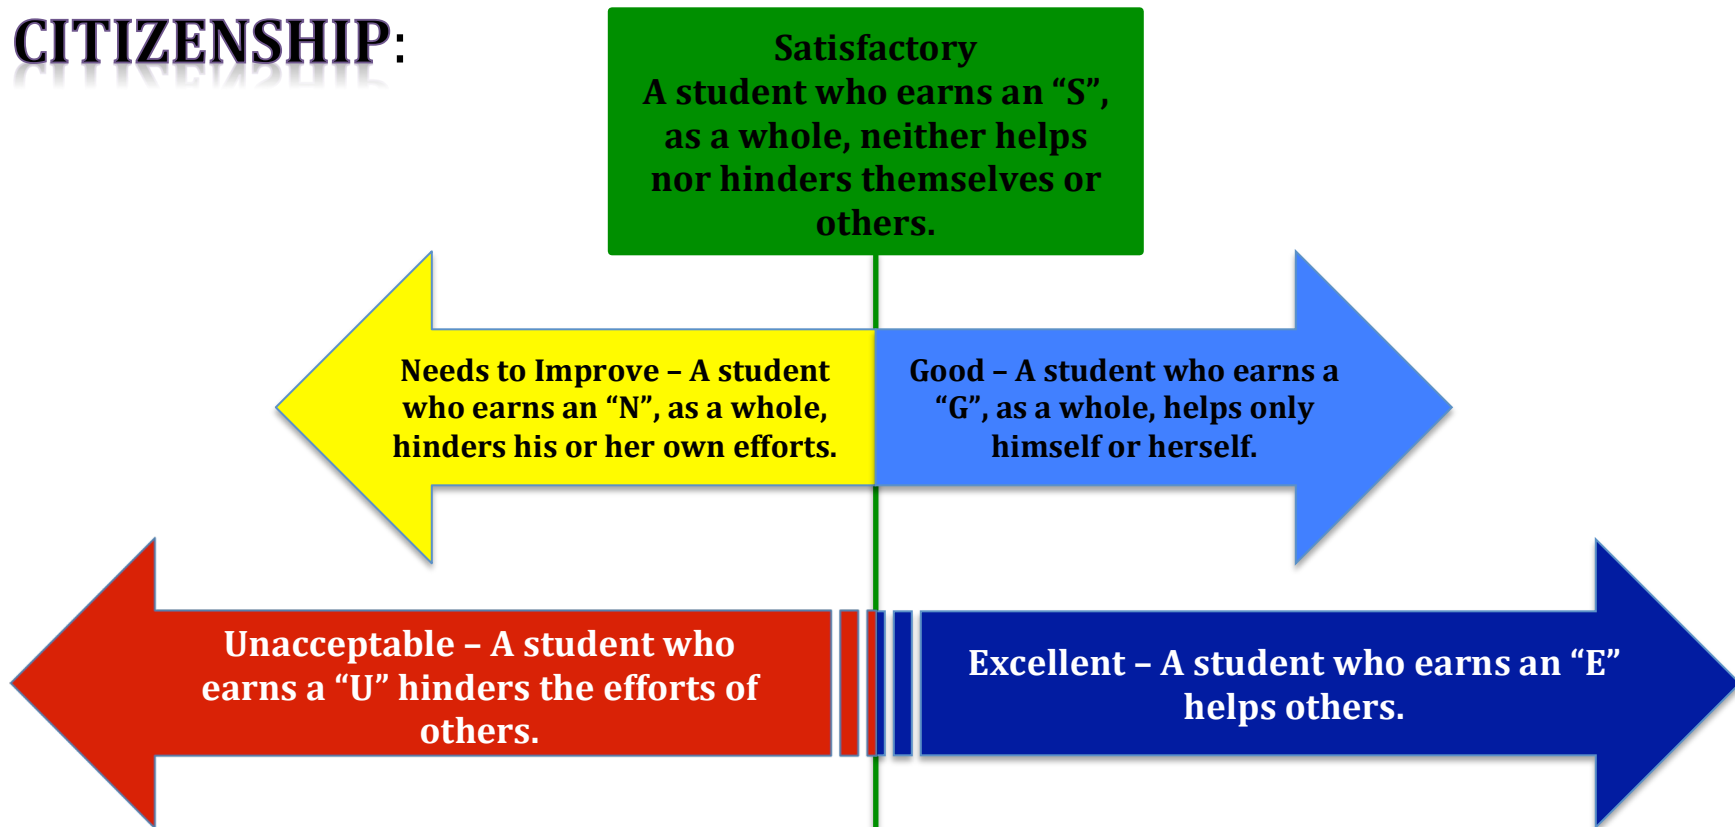 CITIZENSHIP:
Satisfactory
A student who earns an “S”,
as a whole, neither helps
nor hinders themselves or
others.
Needs to Improve – A student
who earns an “N”, as a whole,
hinders his or her own efforts.
Good – A student who earns a
“G”, as a whole, helps only
himself or herself.
Unacceptable – A student who
earns a “U” hinders the efforts of
others.
Excellent – A student who earns an “E”
helps others.